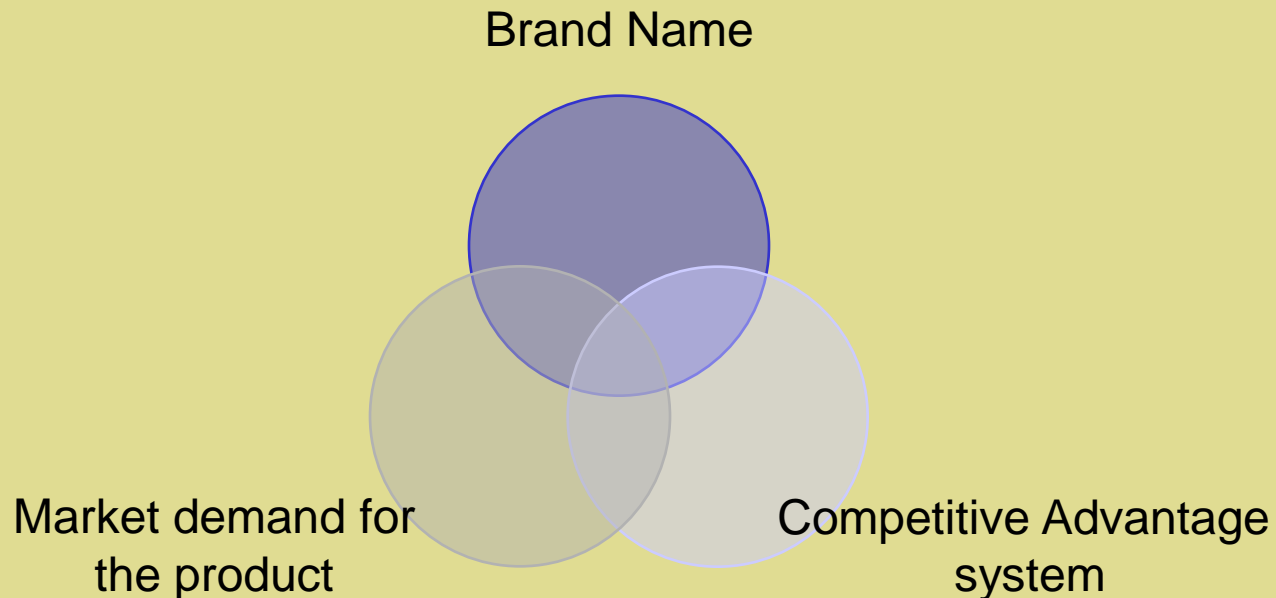 Brand Name
Market demand for
the product
Competitive Advantage
system